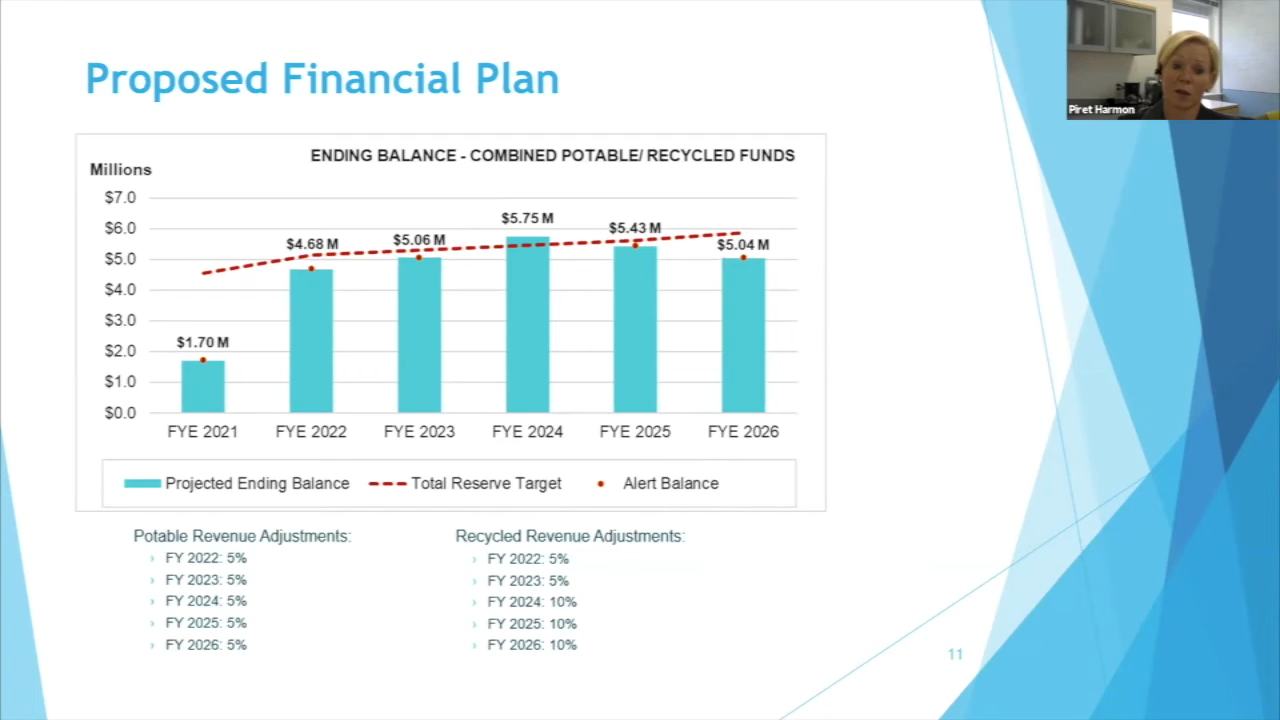 Proposed Financial Plan
Piret Harmon
ENDING BALANCE - COMBINED POTABLE/ RECYCLED FUNDS
Millions
$7.0
$6.0
$5.0
$4.0
$3.0
$2.0
$1.0
$0.0
$1.70 M
$4.68 M
$5.06 M
$5.75 M
$5.43 M
$5.04 M
FYE 2021 FYE 2022 FYE 2023 FYE 2024 FYE 2025 FYE 2026
Projected Ending Balance Total Reserve Target Alert Balance
Potable Revenue Adjustments:
› FY 2022: 5%
› FY 2023: 5%
› FY 2024: 5%
› FY 2025: 5%
› FY 2026: 5%
Recycled Revenue Adjustments:
› FY 2022: 5%
› FY 2023: 5%
› FY 2024: 10%
› FY 2025: 10%
› FY 2026: 10%
11